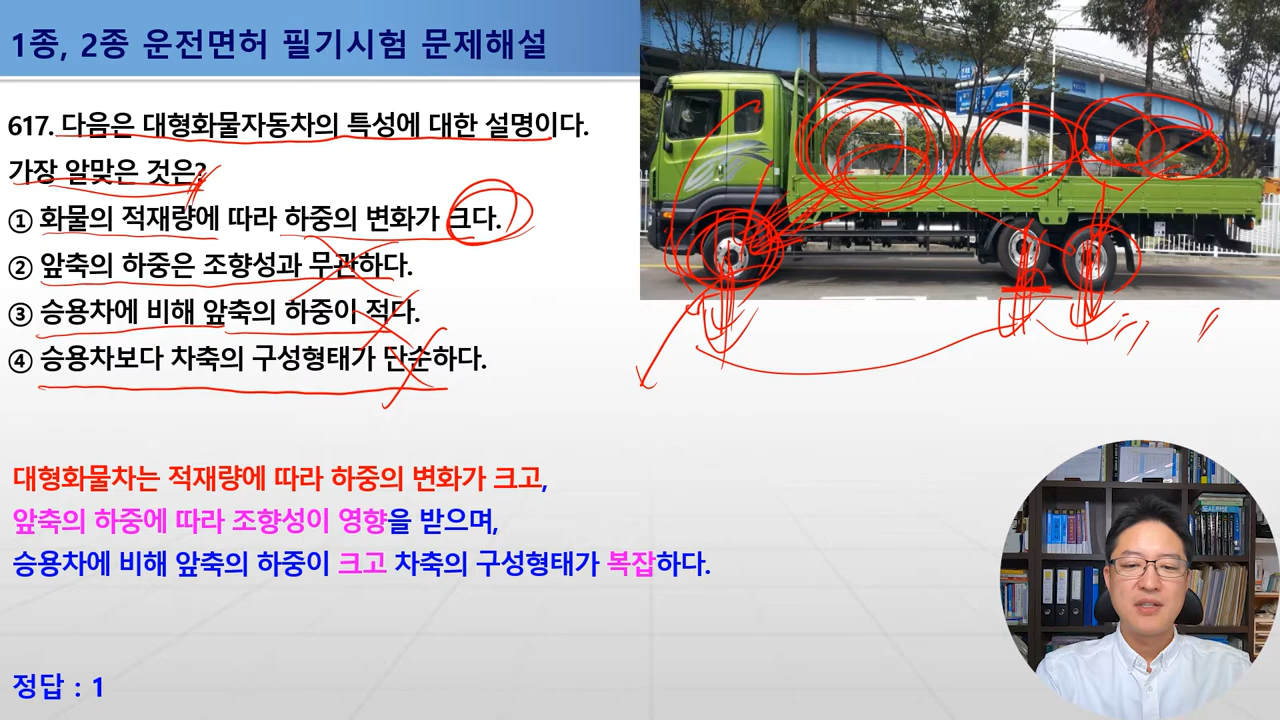 1종, 2종 운전면허 필기시험 문제해설
617. 다음은 대형화물자동차의 특성에 대한 설명이다.
가장 알맞은 것은?
① 화물의 적재량에 따라 하중의 변화가 크다.
② 앞축의 하중은 조향성과 무관하다.
③ 승용차에 비해 앞축의 하중이 적다.
④ 승용차보다 차축의 구성형태가 단순하다.
대형화물차는 적재량에 따라 하중의 변화가 크고,
앞축의 하중에 따라 조향성이 영향을 받으며,
승용차에 비해 앞축의 하중이 크고 차축의 구성형태가 복잡하다.
정답 : 1